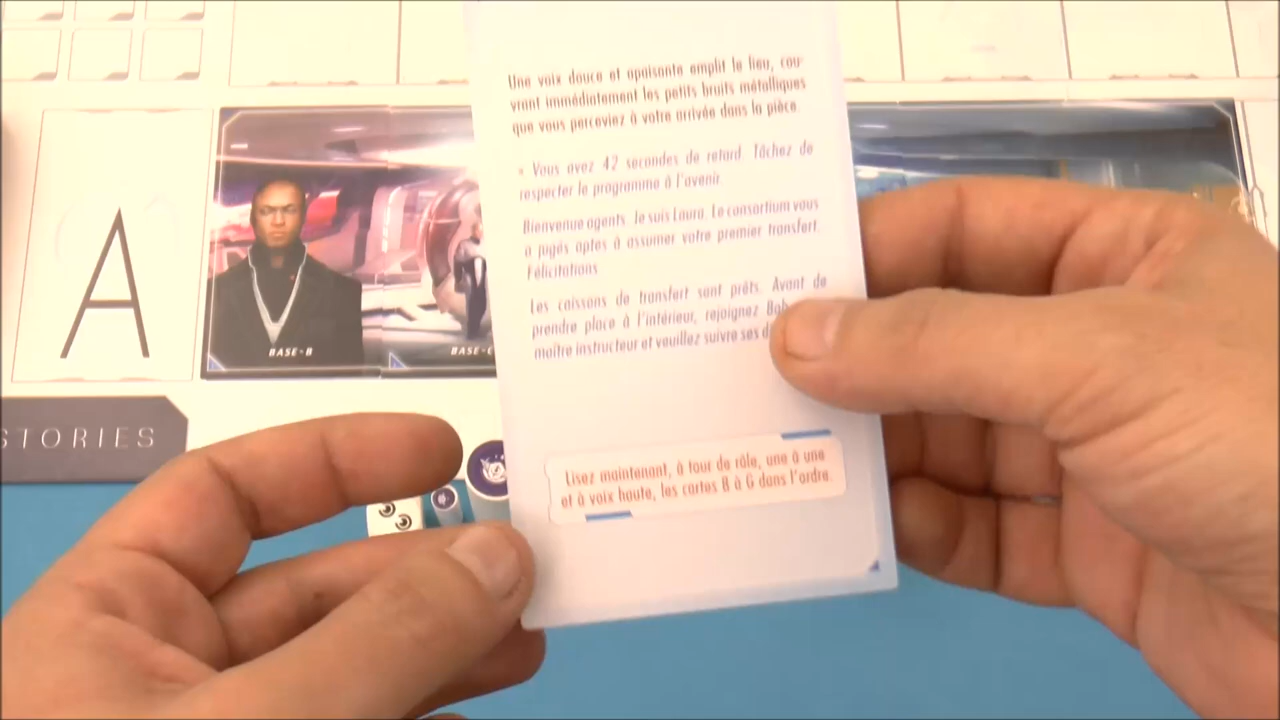 Une voix douce et apaisante emplit le lieu, cou-
vrant immédiatement les petits bruits métalliques
que vous perceviez à votre arrivée dans la pièce.
« Vous avez 42 secondes de retard. Tâchez de
respecter le programme à l'avenir.
Bienvenue agents. Je suis Laura. Le consortium vous
a jugés aptes à assumer votre premier transfert.
Félicitations.
Les caissons de transfert sont prêts. Avant de
prendre place à l'intérieur, rejoignez
maître instructeur et veuillez suivre ses
Lisez maintenant, à tour de rôle, une à une
et à voix haute, les cartes B à G dans l'ordre.
A
BASE-B
BASE-
STORIES